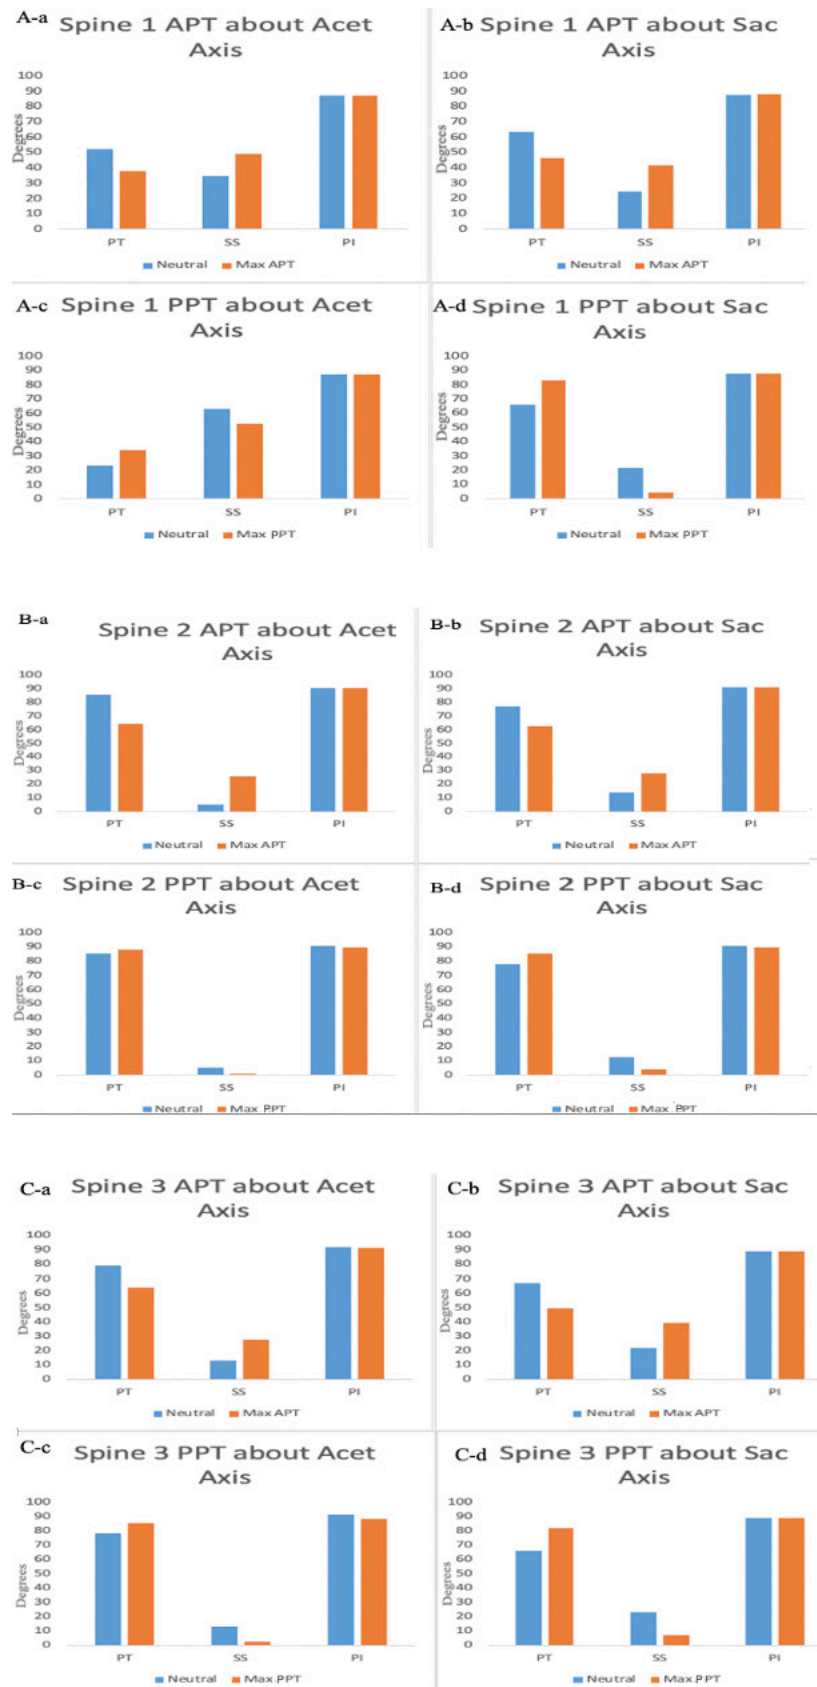 A-a Spine 1 APT about Acet
Axis
Degrees
100
90
80
70
60
50
40
30
20
10
0
PT SS PI
Neutral Max APT
A-b Spine 1 APT about Sac
Axis
Degrees
100
90
80
70
60
50
40
30
20
10
0
PT SS PI
Neutral Max APT
A-c Spine 1 PPT about Acet
Axis
Degrees
100
90
80
70
60
50
40
30
20
10
0
PT SS PI
Neutral Max PPT
A-d Spine 1 PPT about Sac
Axis
Degrees
100
90
80
70
60
50
40
30
20
10
0
PT SS PI
Neutral Max PPT
B-a Spine 2 APT about Acet
Axis
Degrees
100
90
80
70
60
50
40
30
20
10
0
PT SS PI
Neutral Max APT
B-b Spine 2 APT about Sac
Axis
Degrees
100
90
80
70
60
50
40
30
20
10
0
PT SS PI
Neutral Max APT
B-c Spine 2 PPT about Acet
Axis
Degrees
100
90
80
70
60
50
40
30
20
10
0
PT SS PI
Neutral Max PPT
B-d Spine 2 PPT about Sac
Axis
Degrees
100
90
80
70
60
50
40
30
20
10
0
PT SS PI
Neutral Max PPT
C-a Spine 3 APT about Acet
Axis
Degrees
100
90
80
70
60
50
40
30
20
10
0
PT SS PI
Neutral Max APT
C-b Spine 3 APT about Sac
Axis
Degrees
100
90
80
70
60
50
40
30
20
10
0
PT SS PI
Neutral Max APT
C-c Spine 3 PPT about Acet
Axis
Degrees
100
90
80
70
60
50
40
30
20
10
0
PT SS PI
Neutral Max PPT
C-d Spine 3 PPT about Sac
Axis
Degrees
100
90
80
70
60
50
40
30
20
10
0
PT SS PI
Neutral Max PPT